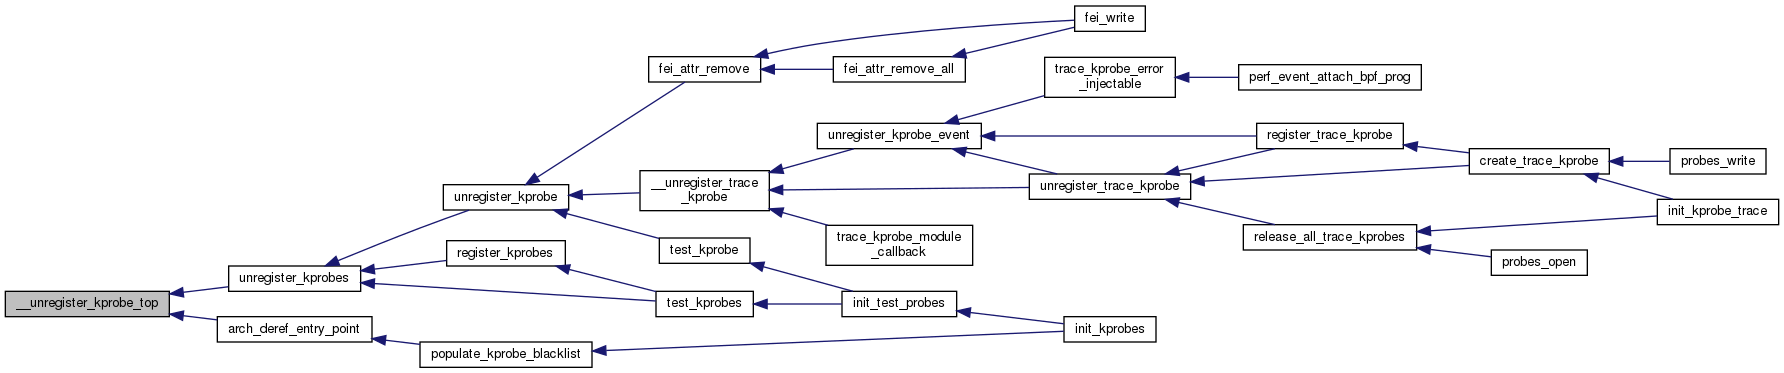 fei_write
fei_attr_remove
fei_attr_remove_all
trace_kprobe_error
_injectable
perf_event_attach_bpf_prog
unregister_kprobe_event
register_trace_kprobe
create_trace_kprobe
probes_write
__unregister_trace
_kprobe
unregister_trace_kprobe
unregister_kprobe
init_kprobe_trace
trace_kprobe_module
_callback
release_all_trace_kprobes
test_kprobe
register_kprobes
probes_open
unregister_kprobes
__unregister_kprobe_top
test_kprobes
init_test_probes
arch_deref_entry_point
init_kprobes
populate_kprobe_blacklist